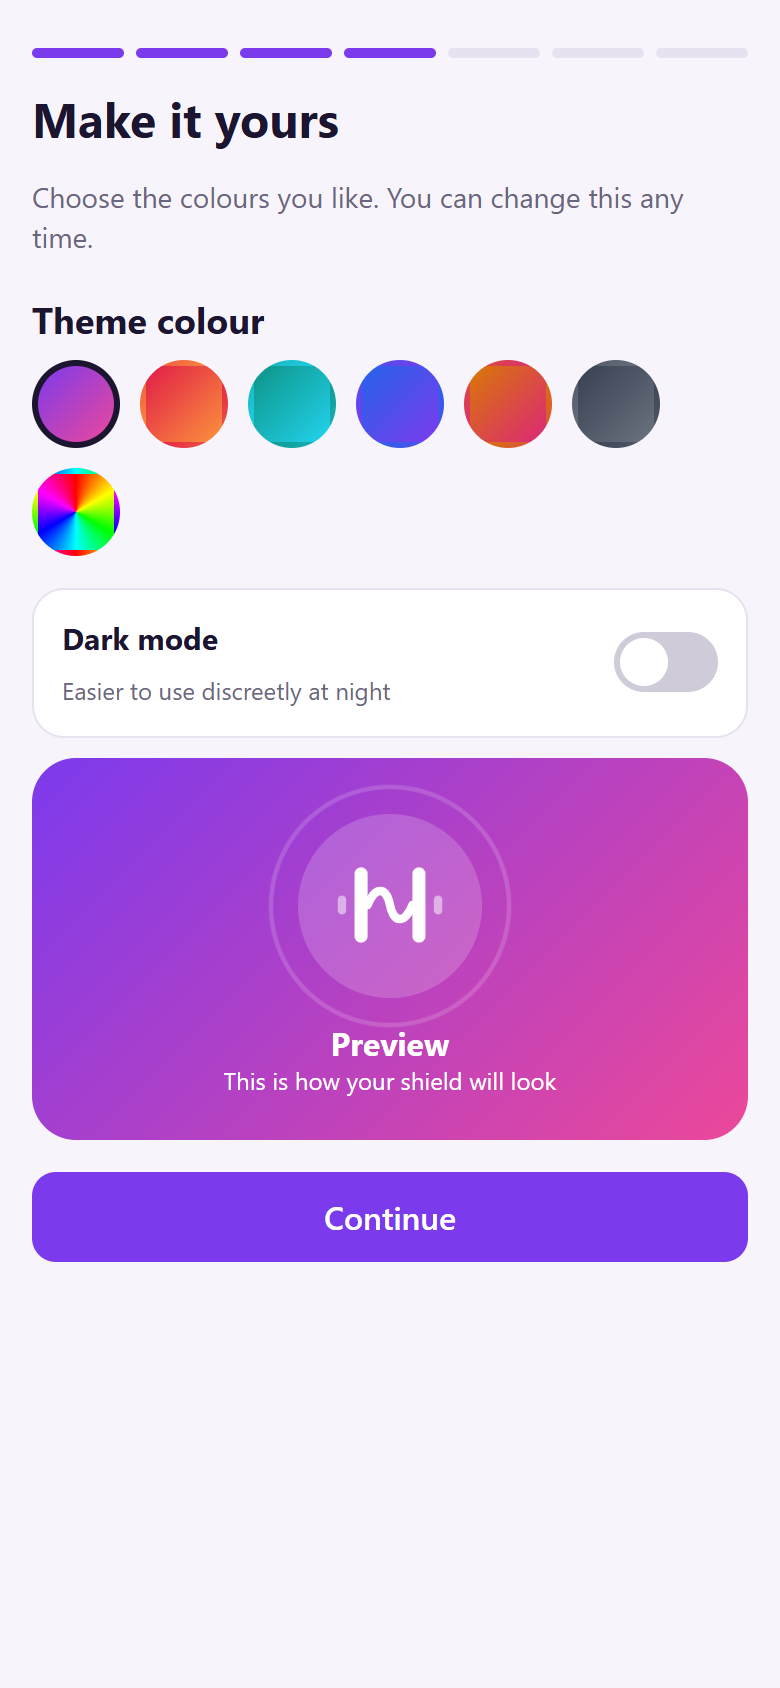 Make it yours
Choose the colours you like. You can change this any
time.
Theme colour
Dark mode
Easier to use discreetly at night
Preview
This is how your shield will look
Continue